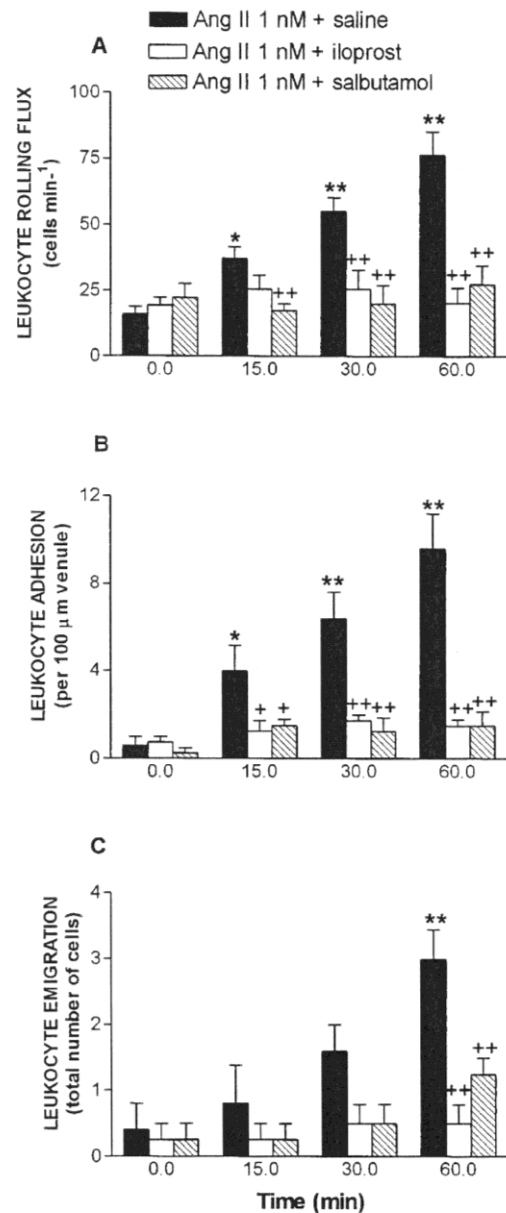 Ang II 1 nM + saline
Ang II 1 nM + iloprost
Ang II 1 nM + salbutamol
A
LEUKOCYTE ROLLING FLUX
(cells min-¹)
100
75
50
25
0
*
++
**
++
++
**
++
++
0.0 15.0 30.0 60.0
B
LEUKOCYTE ADHESION
(per 100 µm venule)
12
8
4
0
*
+ +
**
++
++
**
++ ++
0.0 15.0 30.0 60.0
C
LEUKOCYTE EMIGRATION
(total number of cells)
4
3
2
1
0
**
++
++
0.0 15.0 30.0 60.0
Time (min)